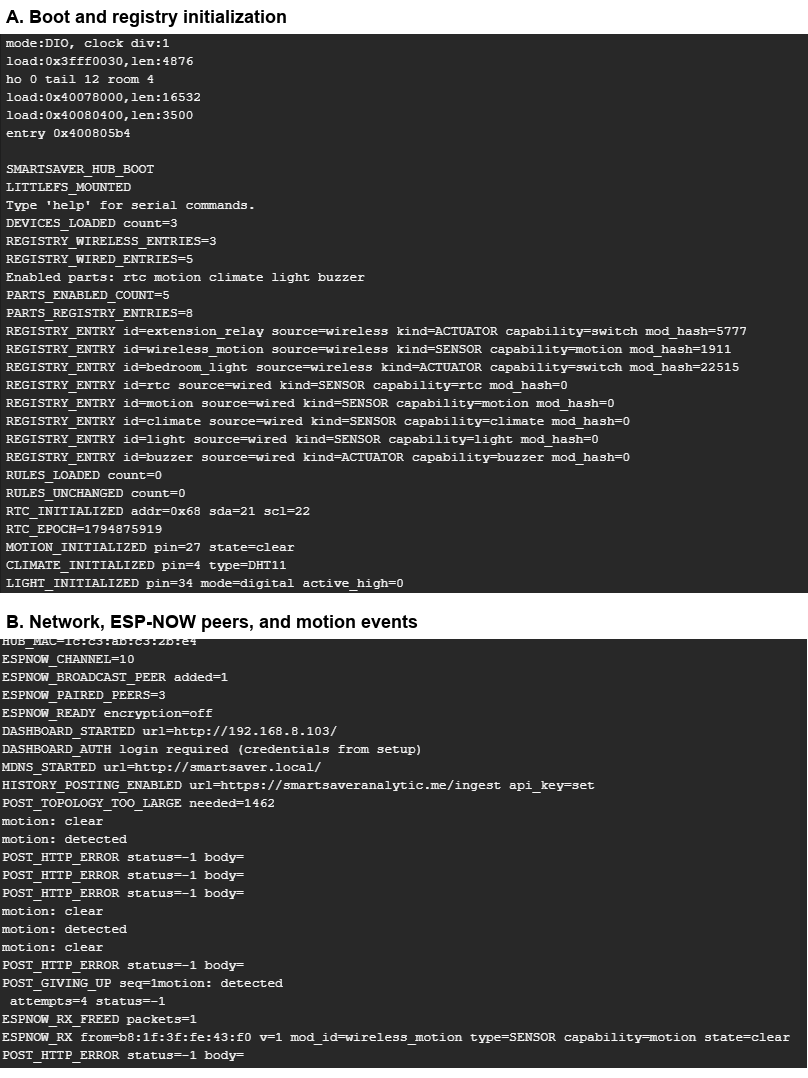 A. Boot and registry initialization
mode:DIO, clock div:1
load:0x3fff0030,len:4876
ho 0 tail 12 room 4
load:0x40078000,len:16532
load:0x40080400,len:3500
entry 0x400805b4
SMARTSAVER_HUB_BOOT
LITTLEFS_MOUNTED
Type 'help' for serial commands.
DEVICES_LOADED count=3
REGISTRY_WIRELESS_ENTRIES=3
REGISTRY_WIRED_ENTRIES=5
Enabled parts: rtc motion climate light buzzer
PARTS_ENABLED_COUNT=5
PARTS_REGISTRY_ENTRIES=8
REGISTRY_ENTRY id=extension_relay source=wireless kind=ACTUATOR capability=switch mod_hash=5777
REGISTRY_ENTRY id=wireless_motion source=wireless kind=SENSOR capability=motion mod_hash=1911
REGISTRY_ENTRY id=bedroom_light source=wireless kind=ACTUATOR capability=switch mod_hash=22515
REGISTRY_ENTRY id=rtc source=wired kind=SENSOR capability=rtc mod_hash=0
REGISTRY_ENTRY id=motion source=wired kind=SENSOR capability=motion mod_hash=0
REGISTRY_ENTRY id=climate source=wired kind=SENSOR capability=climate mod_hash=0
REGISTRY_ENTRY id=light source=wired kind=SENSOR capability=light mod_hash=0
REGISTRY_ENTRY id=buzzer source=wired kind=ACTUATOR capability=buzzer mod_hash=0
RULES_LOADED count=0
RULES_UNCHANGED count=0
RTC_INITIALIZED addr=0x68 sda=21 scl=22
RTC_EPOCH=1794875919
MOTION_INITIALIZED pin=27 state=clear
CLIMATE_INITIALIZED pin=4 type=DHT11
LIGHT_INITIALIZED pin=34 mode=digital active_high=0
B. Network, ESP-NOW peers, and motion events
HUB_MAC=1c:c3:ab:c3:2b:e4
ESPNOW_CHANNEL=10
ESPNOW_BROADCAST_PEER added=1
ESPNOW_PAIRED_PEERS=3
ESPNOW_READY encryption=off
DASHBOARD_STARTED url=http://192.168.8.103/
DASHBOARD_AUTH login required (credentials from setup)
MDNS_STARTED url=http://smartsaver.local/
HISTORY_POSTING_ENABLED url=https://smartsaveranalytic.me/ingest api_key=set
POST_TOPOLOGY_TOO_LARGE needed=1462
motion: clear
motion: detected
POST_HTTP_ERROR status=-1 body=
POST_HTTP_ERROR status=-1 body=
POST_HTTP_ERROR status=-1 body=
motion: clear
motion: detected
motion: clear
POST_HTTP_ERROR status=-1 body=
POST_GIVING_UP seq=1motion: detected
 attempts=4 status=-1
ESPNOW_RX_FREED packets=1
ESPNOW_RX from=b8:1f:3f:fe:43:f0 v=1 mod_id=wireless_motion type=SENSOR capability=motion state=clear
POST_HTTP_ERROR status=-1 body=